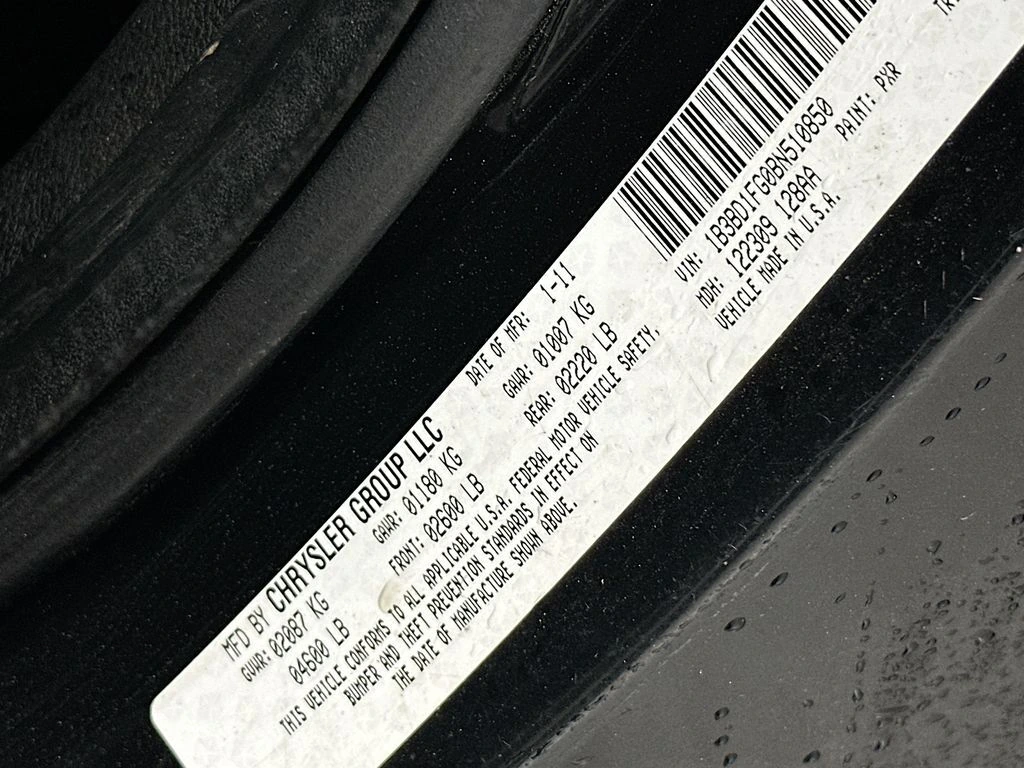 MFD BY CHRYSLER GROUP LLC
DATE OF MFR: 1-11
GVWR: 02087 KG
04600 LB
GAWR: 01180 KG
FRONT: 02600 LB
GAWR: 01007 KG
REAR: 02220 LB
THIS VEHICLE CONFORMS TO ALL APPLICABLE U.S.A. FEDERAL MOTOR VEHICLE SAFETY,
BUMPER AND THEFT PREVENTION STANDARDS IN EFFECT ON
THE DATE OF MANUFACTURE SHOWN ABOVE.
VIN: 1B3BD1FG0BN510850
MDH: 122309 128AA
VEHICLE MADE IN U.S.A.
PAINT: PXR